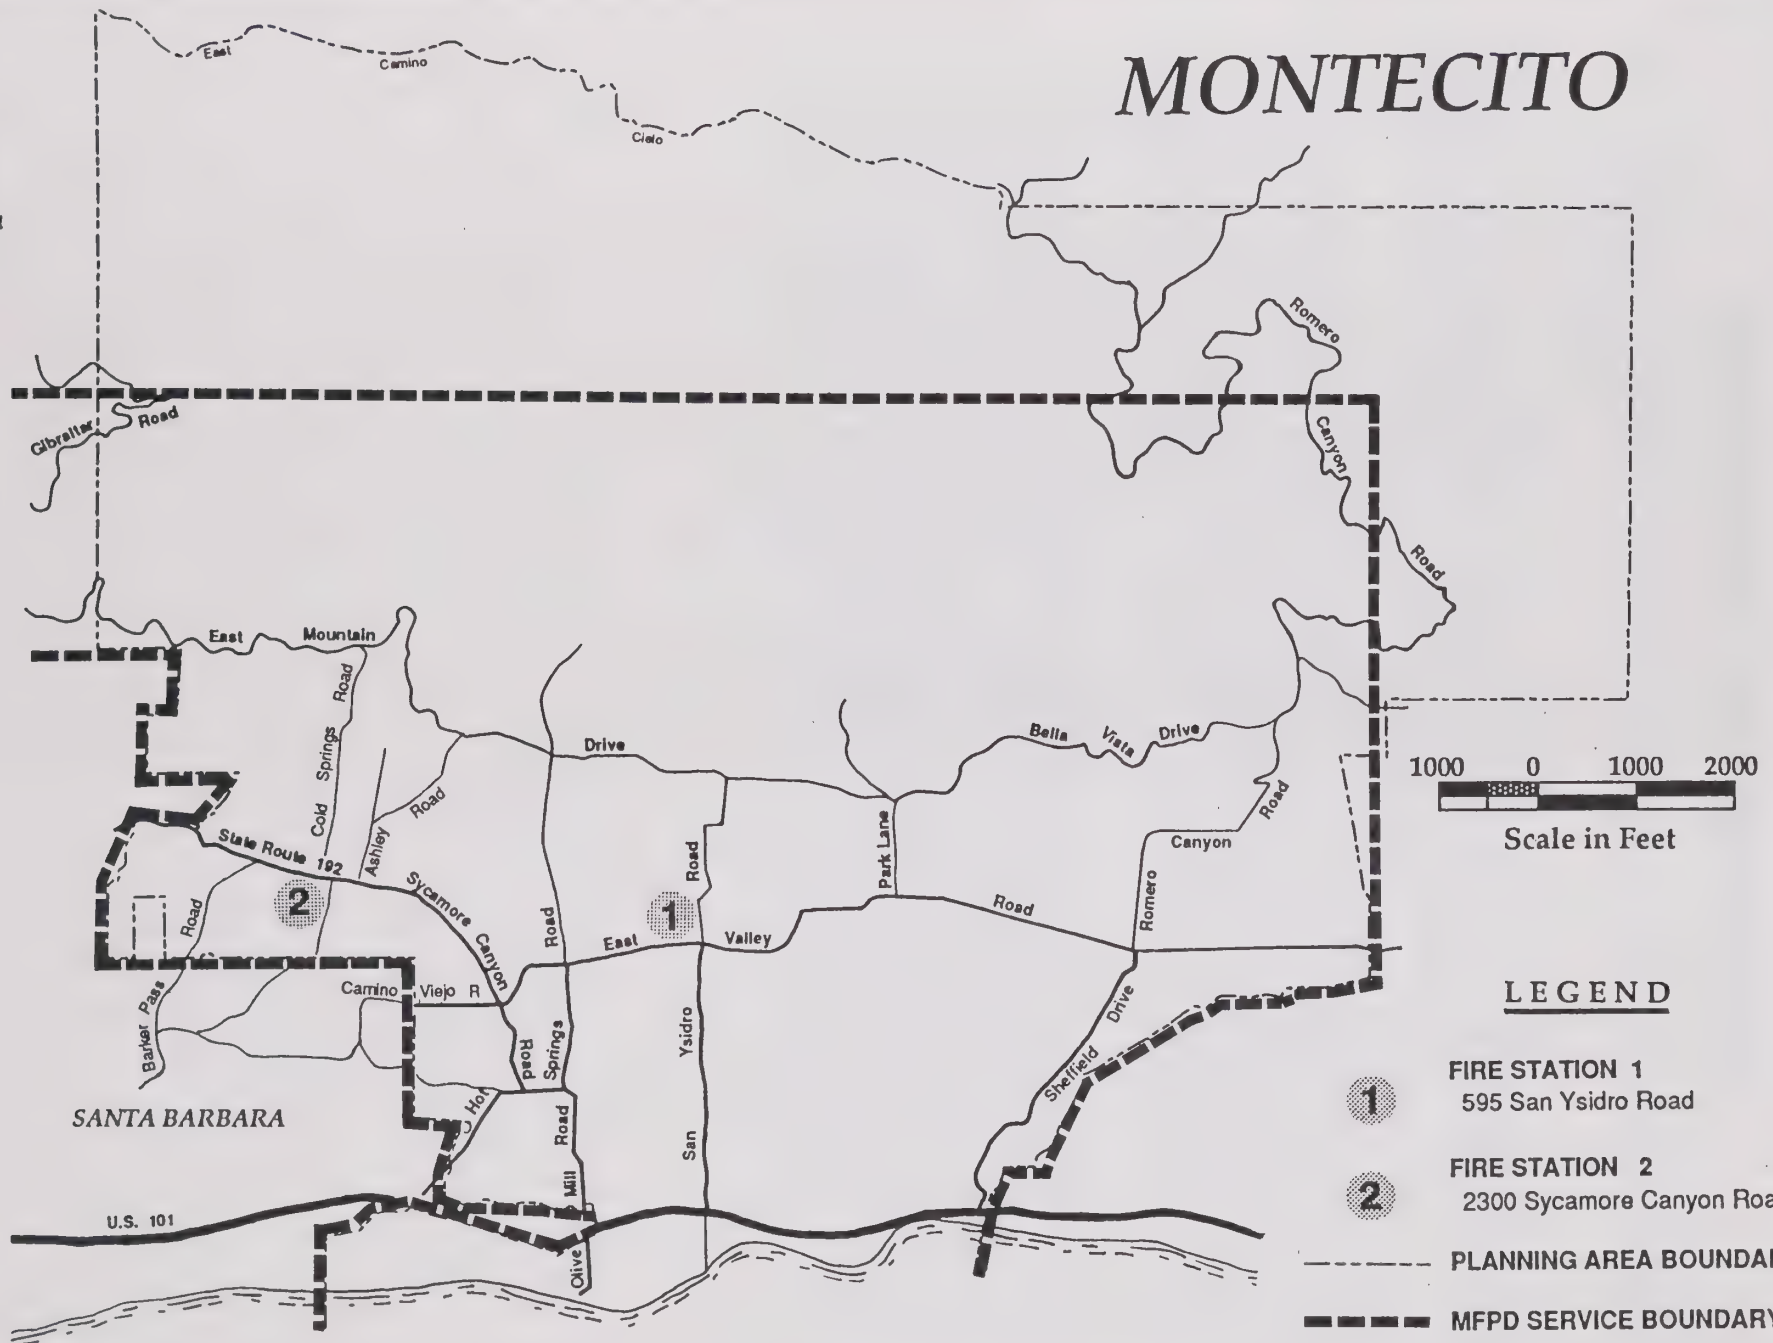 MONTECITO
East
Camino
Cielo
Romero
Canyon
Road
Gibraltar
Road
East
Mountain
Drive
Cold Springs Road
Ashley
Road
Bella Vista Drive
1000 0 1000 2000
Scale in Feet
State Route 192
Sycamore Canyon
Road
Park Lane
Romero
Canyon
Road
2
1
Road
East
Valley
Road
Road
Camino
Viejo R
Barker Pass
Road
Hot
Springs
Road
San
Ysidro
Road
Sheffield
Drive
SANTA BARBARA
U.S. 101
Olive
Mill
Road
LEGEND
1
FIRE STATION 1
595 San Ysidro Road
2
FIRE STATION 2
2300 Sycamore Canyon Roa
PLANNING AREA BOUNDA
MFPD SERVICE BOUNDARY